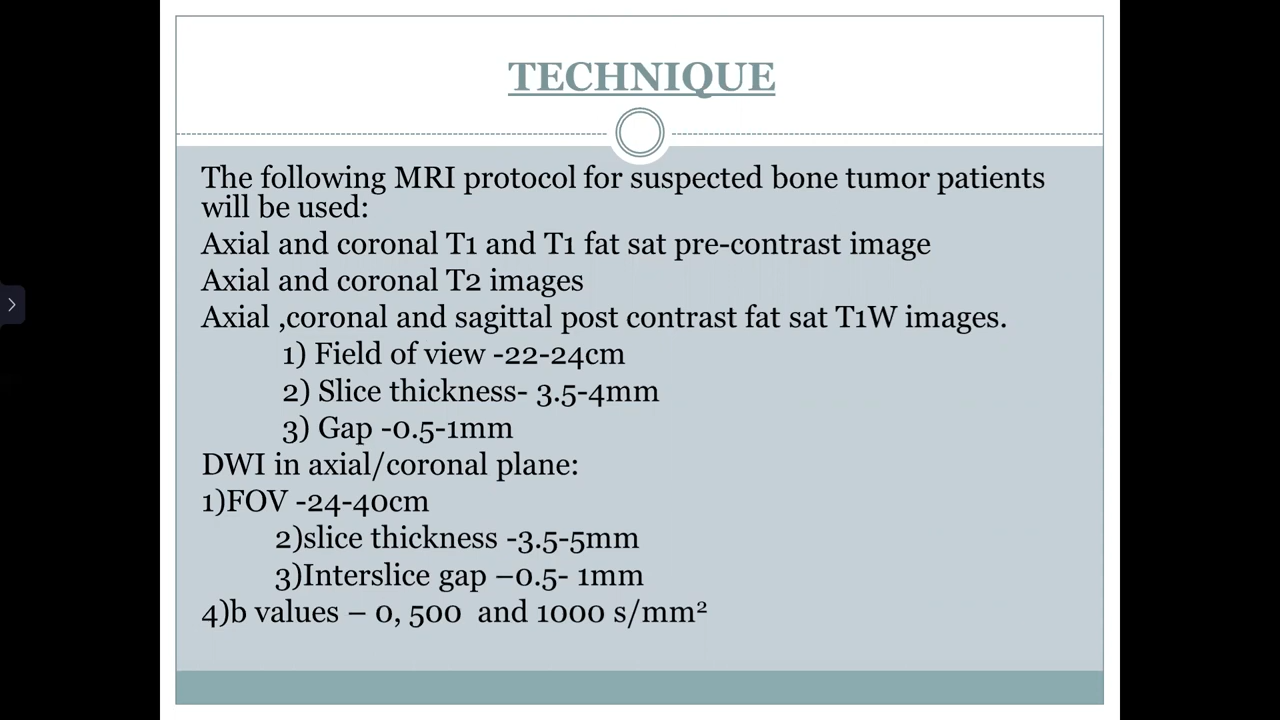 TECHNIQUE
The following MRI protocol for suspected bone tumor patients
will be used:
Axial and coronal T1 and T1 fat sat pre-contrast image
Axial and coronal T2 images
Axial ,coronal and sagittal post contrast fat sat T1W images.
1) Field of view -22-24cm
2) Slice thickness- 3.5-4mm
3) Gap -0.5-1mm
DWI in axial/coronal plane:
1)FOV -24-40cm
2)slice thickness -3.5-5mm
3)Interslice gap –0.5- 1mm
4)b values – 0, 500  and 1000 s/mm²